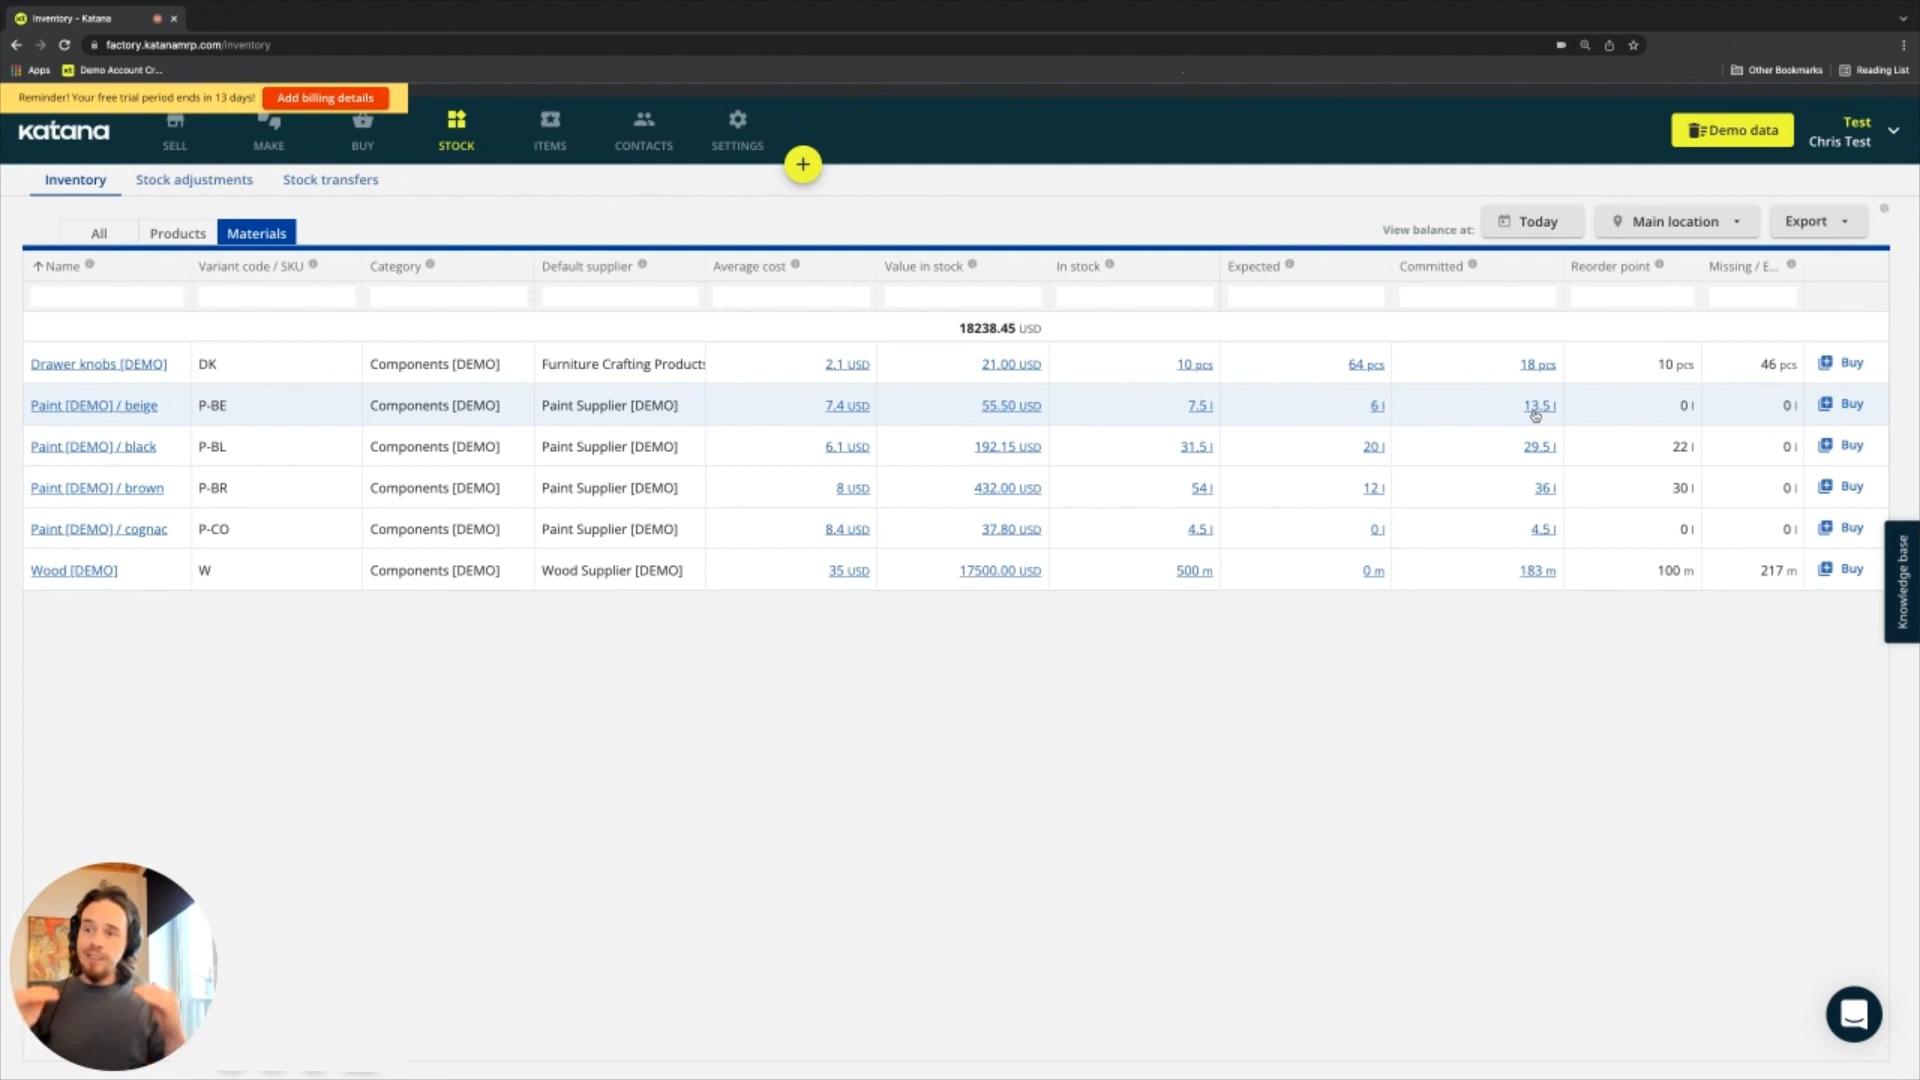 Inventory - Katana
factory.katanamrp.com/inventory
Apps Demo Account Cr... Other Bookmarks Reading List
Reminder! Your free trial period ends in 13 days! Add billing details
katana SELL MAKE BUY STOCK ITEMS CONTACTS SETTINGS + Demo data Test
Chris Test
Inventory Stock adjustments Stock transfers
All Products Materials View balance at: Today Main location Export
Name Variant code / SKU Category Default supplier Average cost Value in stock In stock Expected Committed Reorder point Missing / E...
18238.45 USD
Drawer knobs [DEMO] DK Components [DEMO] Furniture Crafting Products 2.1 USD 21.00 USD 10 pcs 64 pcs 18 pcs 10 pcs 46 pcs Buy
Paint [DEMO] / beige P-BE Components [DEMO] Paint Supplier [DEMO] 7.4 USD 55.50 USD 7.5 l 6 l 13.5 l 0 l 0 l Buy
Paint [DEMO] / black P-BL Components [DEMO] Paint Supplier [DEMO] 6.1 USD 192.15 USD 31.5 l 20 l 29.5 l 22 l 0 l Buy
Paint [DEMO] / brown P-BR Components [DEMO] Paint Supplier [DEMO] 8 USD 432.00 USD 54 l 12 l 36 l 30 l 0 l Buy
Paint [DEMO] / cognac P-CO Components [DEMO] Paint Supplier [DEMO] 8.4 USD 37.80 USD 4.5 l 0 l 4.5 l 0 l 0 l Buy
Wood [DEMO] W Components [DEMO] Wood Supplier [DEMO] 35 USD 17500.00 USD 500 m 0 m 183 m 100 m 217 m Buy
Knowledge base